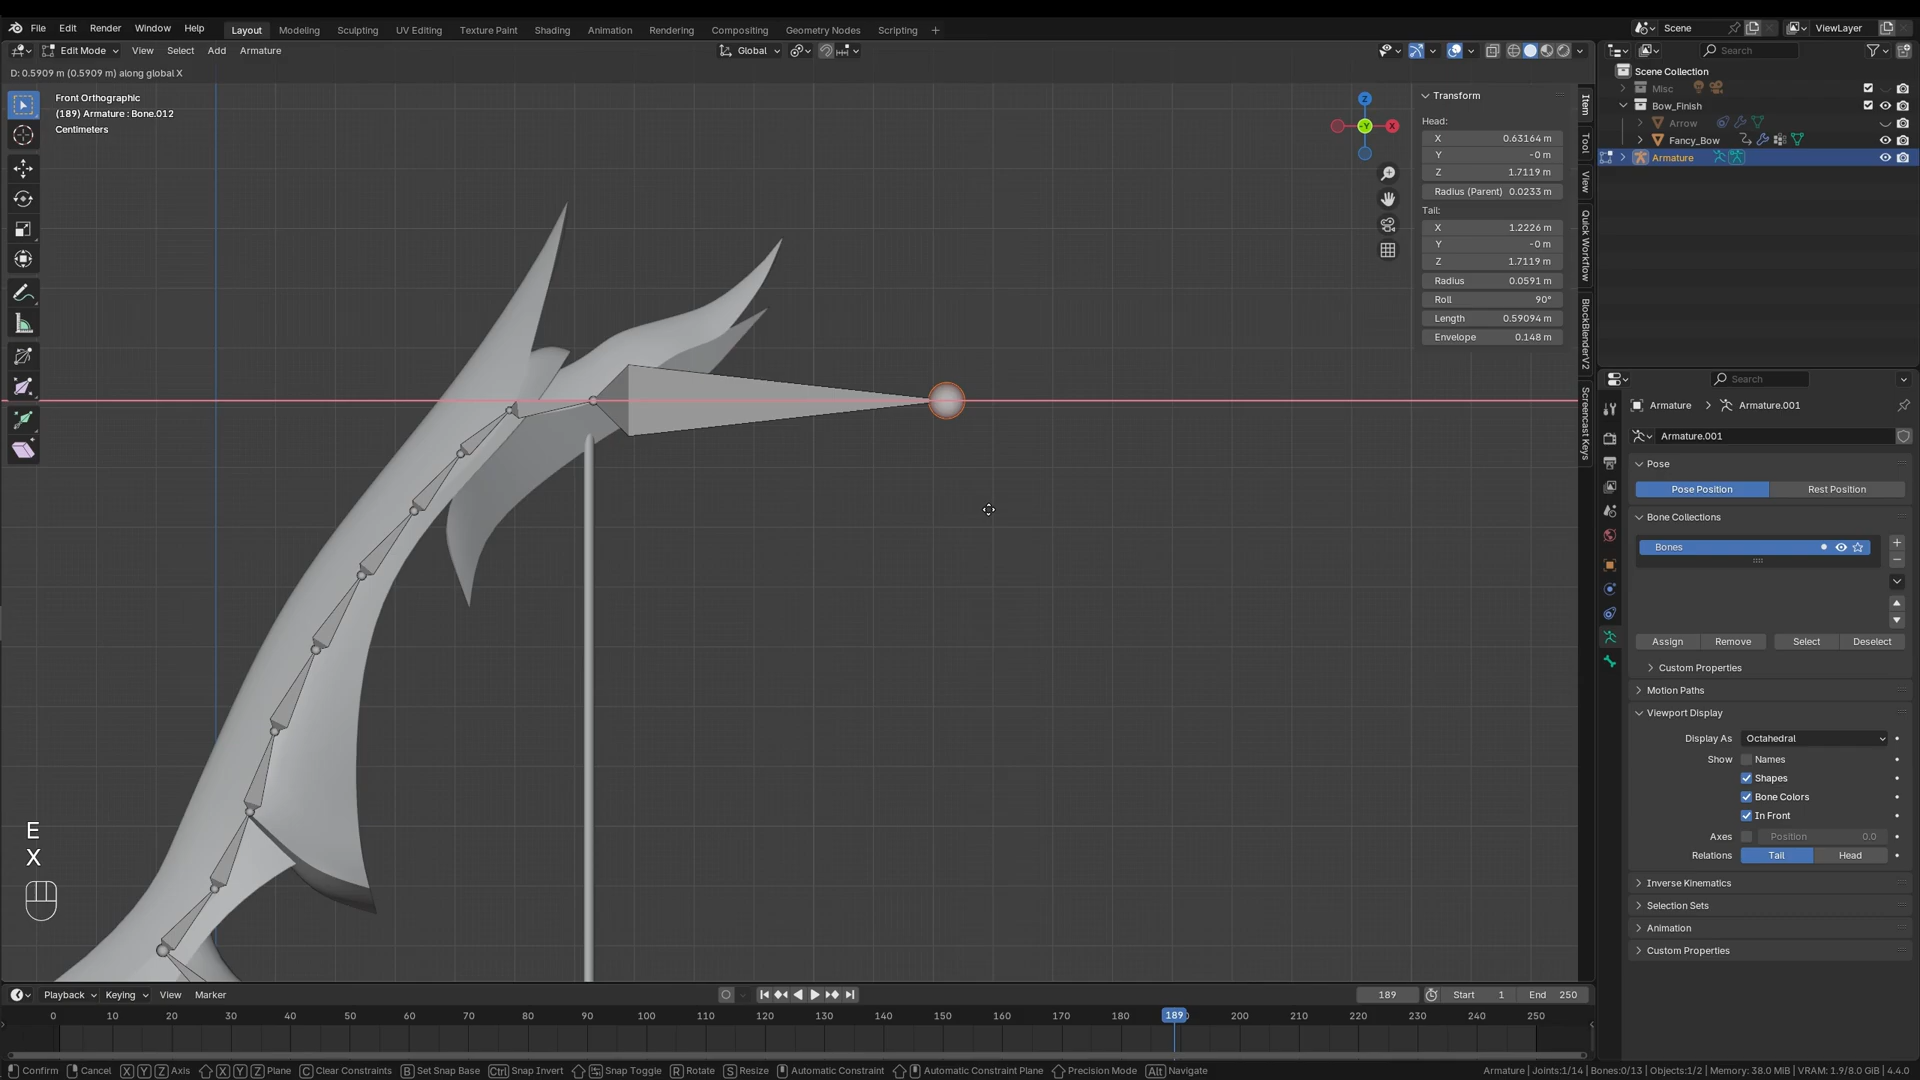 File Edit Render Window Help Layout Modeling Sculpting UV Editing Texture Paint Shading Animation Rendering Compositing Geometry Nodes Scripting + Scene ViewLayer
Edit Mode View Select Add Armature Global Search
D: 0.5909 m (0.5909 m) along global X
Front Orthographic
(189) Armature : Bone.012
Centimeters
Z
-Y
X
Transform
Head:
X 0.63164 m
Y -0 m
Z 1.7119 m
Radius (Parent) 0.0233 m
Tail:
X 1.2226 m
Y -0 m
Z 1.7119 m
Radius 0.0591 m
Roll 90°
Length 0.59094 m
Envelope 0.148 m
Item
Tool
View
Quick Workflow
BlockBlenderV2
Screencast Keys
Scene Collection
Misc
Bow_Finish
Arrow
Fancy_Bow
Armature
Search
Armature > Armature.001
Armature.001
Pose
Pose Position Rest Position
Bone Collections
Bones
Assign Remove Select Deselect
Custom Properties
Motion Paths
Viewport Display
Display As Octahedral
Show Names
Shapes
Bone Colors
In Front
Axes Position 0.0
Relations Tail Head
Inverse Kinematics
Selection Sets
Animation
Custom Properties
E
X
Playback Keying View Marker 189 Start 1 End 250
0 10 20 30 40 50 60 70 80 90 100 110 120 130 140 150 160 170 180 189 200 210 220 230 240 250
Confirm Cancel X Y Z Axis X Y Z Plane C Clear Constraints B Set Snap Base Ctrl Snap Invert Snap Toggle R Rotate S Resize Automatic Constraint Automatic Constraint Plane Precision Mode Alt Navigate Armature | Joints:1/14 | Bones:0/13 | Objects:1/2 | Memory: 38.0 MiB | VRAM: 1.9/8.0 GiB | 4.4.0